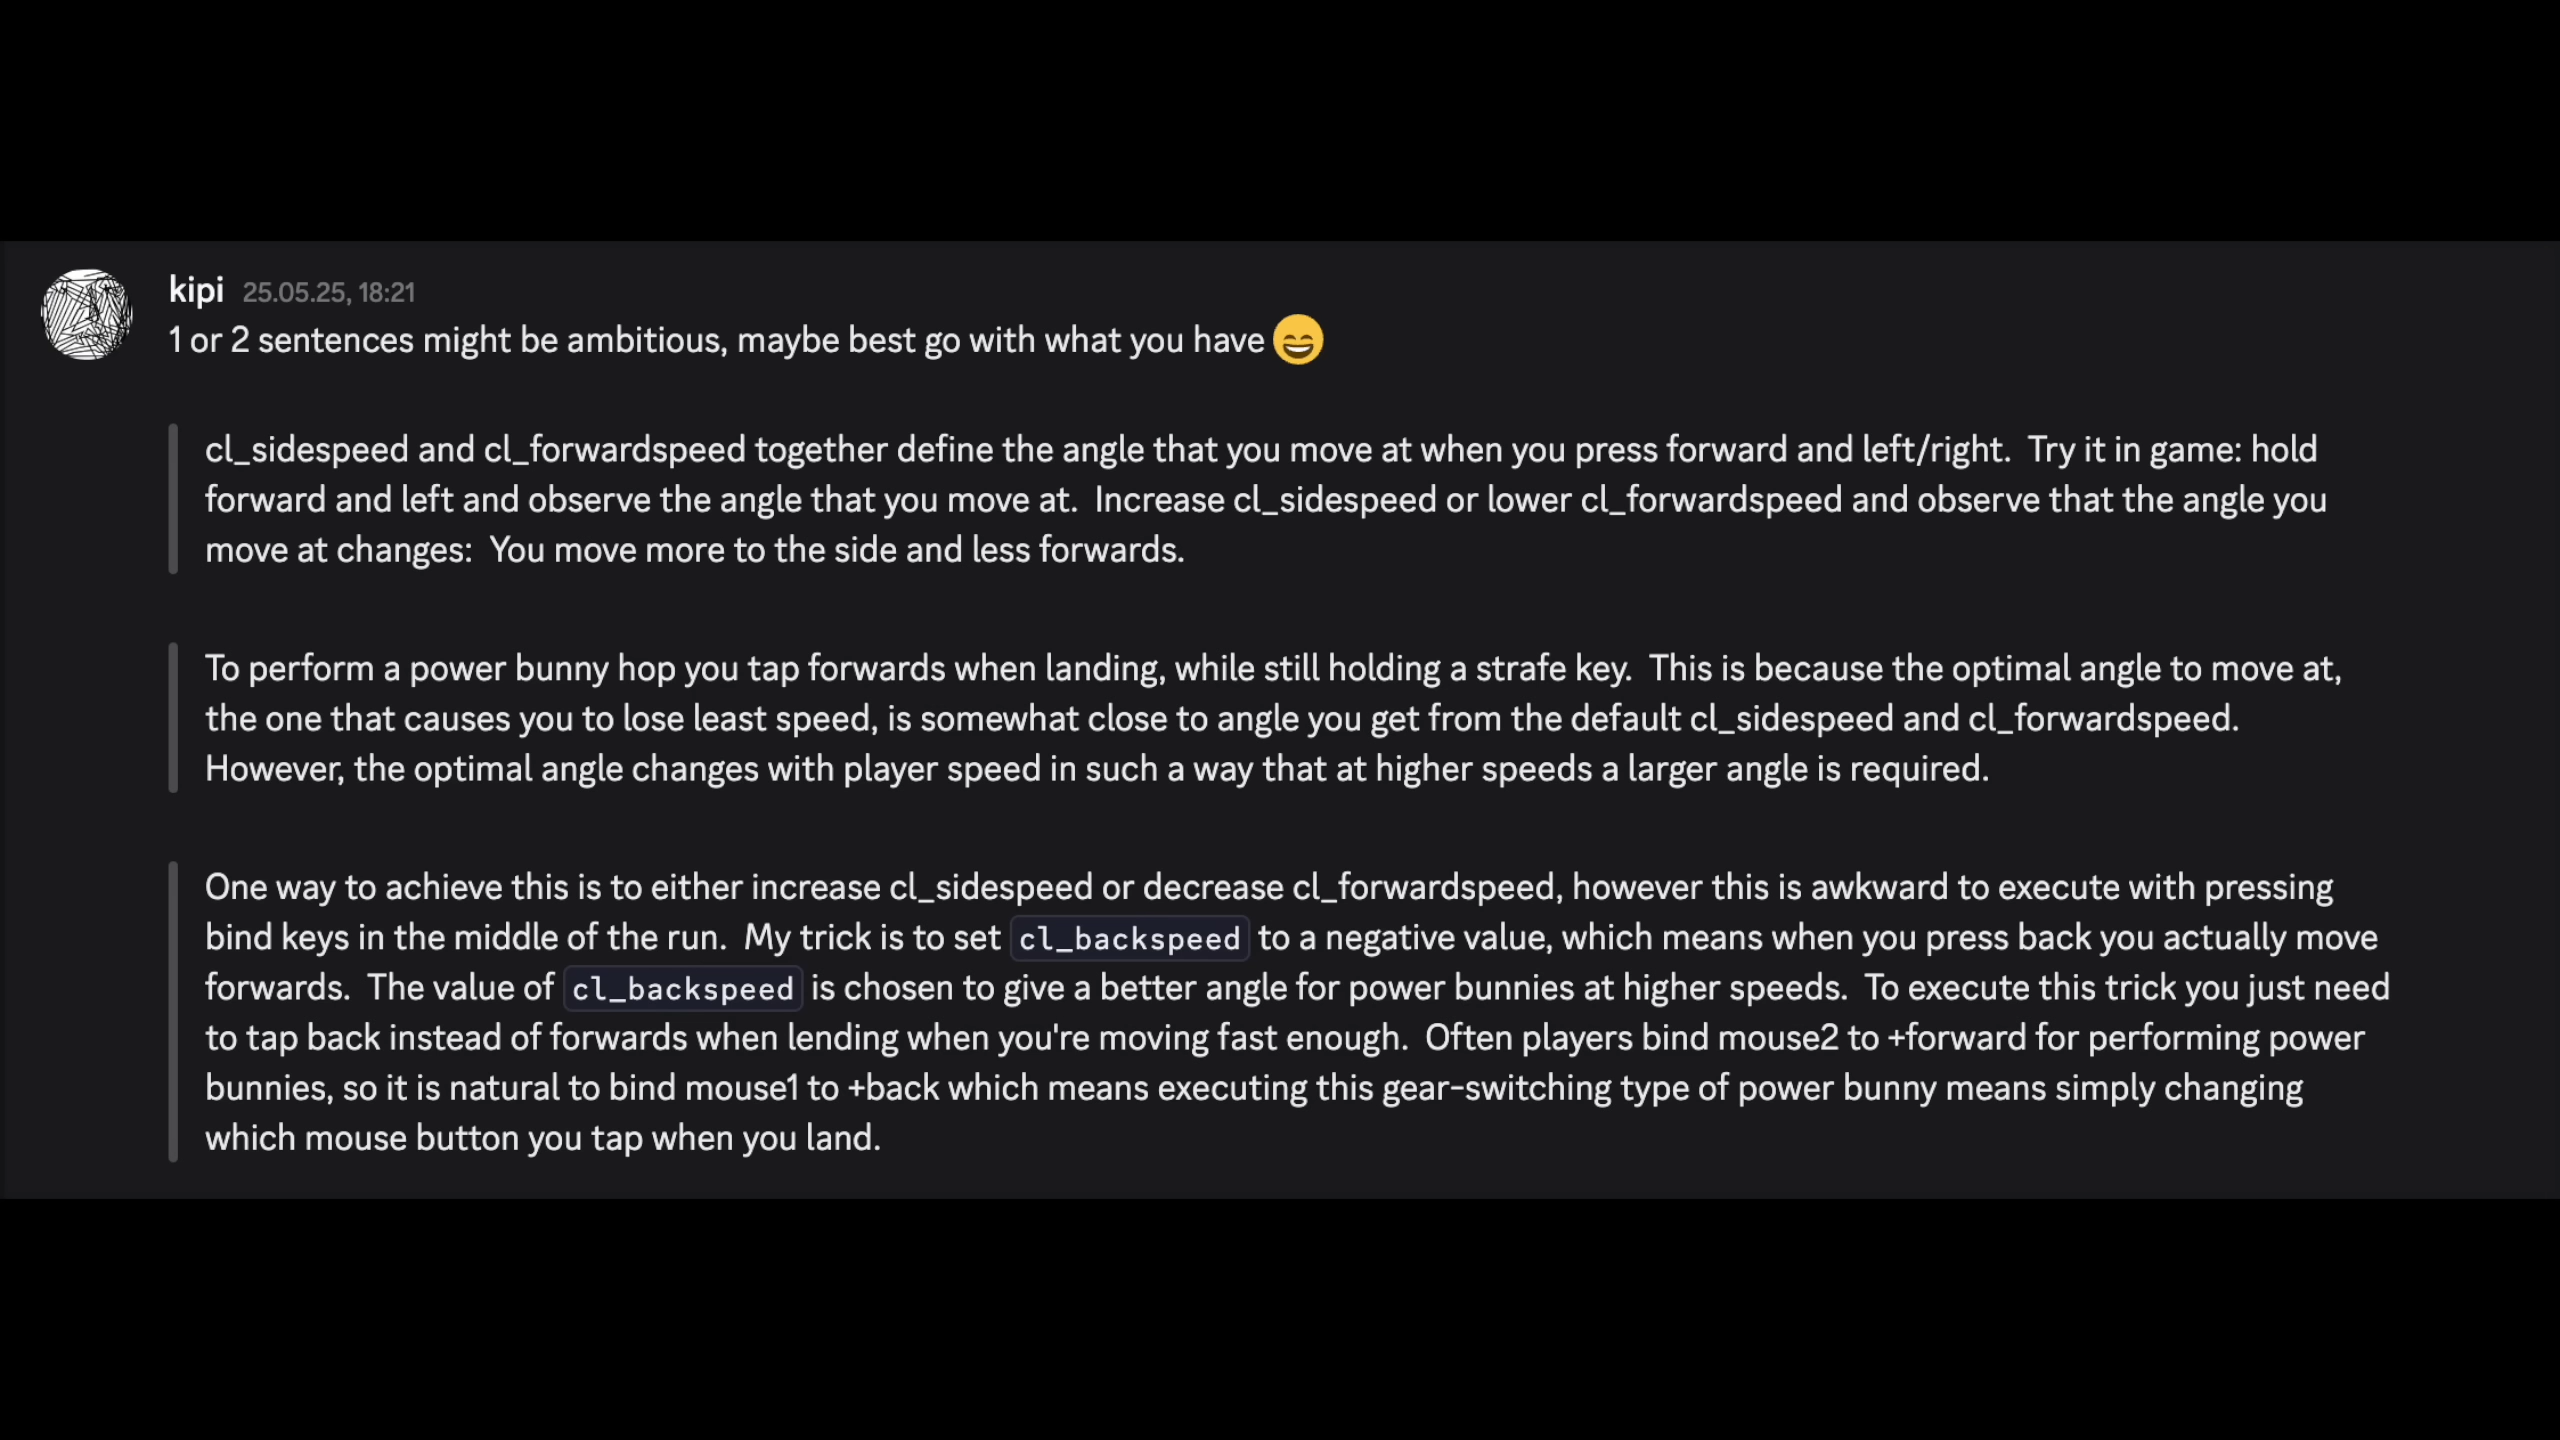 kipi 25.05.25, 18:21
1 or 2 sentences might be ambitious, maybe best go with what you have 😄
cl_sidespeed and cl_forwardspeed together define the angle that you move at when you press forward and left/right.  Try it in game: hold
forward and left and observe the angle that you move at.  Increase cl_sidespeed or lower cl_forwardspeed and observe that the angle you
move at changes:  You move more to the side and less forwards.
To perform a power bunny hop you tap forwards when landing, while still holding a strafe key.  This is because the optimal angle to move at,
the one that causes you to lose least speed, is somewhat close to angle you get from the default cl_sidespeed and cl_forwardspeed.
However, the optimal angle changes with player speed in such a way that at higher speeds a larger angle is required.
One way to achieve this is to either increase cl_sidespeed or decrease cl_forwardspeed, however this is awkward to execute with pressing
bind keys in the middle of the run.  My trick is to set cl_backspeed to a negative value, which means when you press back you actually move
forwards.  The value of cl_backspeed is chosen to give a better angle for power bunnies at higher speeds.  To execute this trick you just need
to tap back instead of forwards when lending when you're moving fast enough.  Often players bind mouse2 to +forward for performing power
bunnies, so it is natural to bind mouse1 to +back which means executing this gear-switching type of power bunny means simply changing
which mouse button you tap when you land.